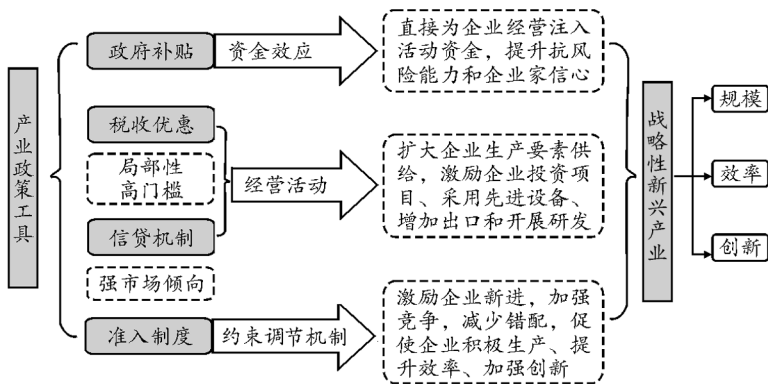 产业政策工具
政府补贴
资金效应
直接为企业经营注入
活动资金，提升抗风
险能力和企业家信心
税收优惠
局部性
高门槛
信贷机制
经营活动
扩大企业生产要素供
给，激励企业投资项
目、采用先进设备、
增加出口和开展研发
强市场倾向
准入制度
约束调节机制
激励企业新进，加强
竞争，减少错配，促
使企业积极生产、提
升效率、加强创新
战略性新兴产业
规模
效率
创新